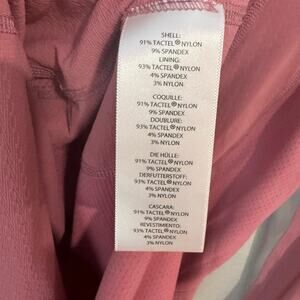 SHELL:
91% TACTEL® NYLON
9% SPANDEX
LINING:
93% TACTEL® NYLON
4% SPANDEX
3% NYLON
COQUILLE:
91% TACTEL® NYLON
9% SPANDEX
DOUBLURE:
93% TACTEL® NYLON
4% SPANDEX
3% NYLON
DIE HÜLLE:
91% TACTEL® NYLON
9% SPANDEX
DERFUTTERSTOFF:
93% TACTEL® NYLON
4% SPANDEX
3% NYLON
CASCARA:
91% TACTEL® NYLON
9% SPANDEX
REVESTIMIENTO:
93% TACTEL® NYLON
4% SPANDEX
3% NYLON